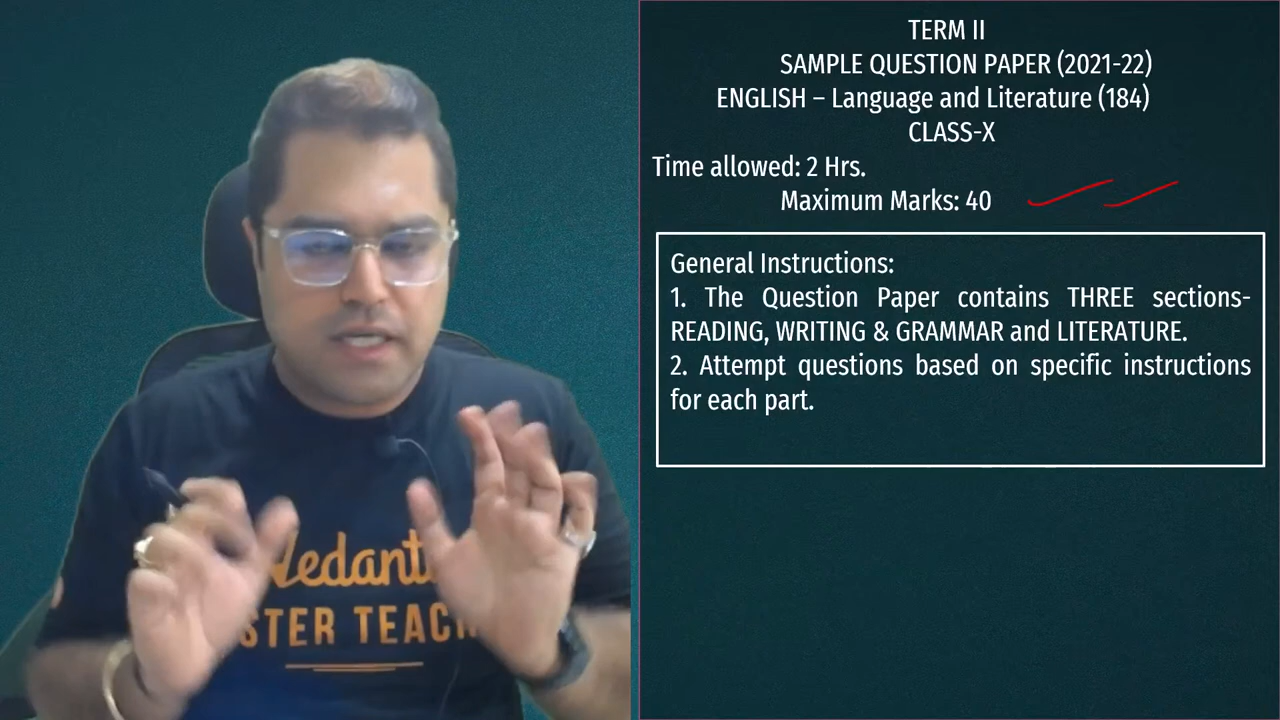 TERM II
SAMPLE QUESTION PAPER (2021-22)
ENGLISH – Language and Literature (184)
CLASS-X
Time allowed: 2 Hrs.
Maximum Marks: 40
General Instructions:
1. The Question Paper contains THREE sections-
READING, WRITING & GRAMMAR and LITERATURE.
2. Attempt questions based on specific instructions
for each part.